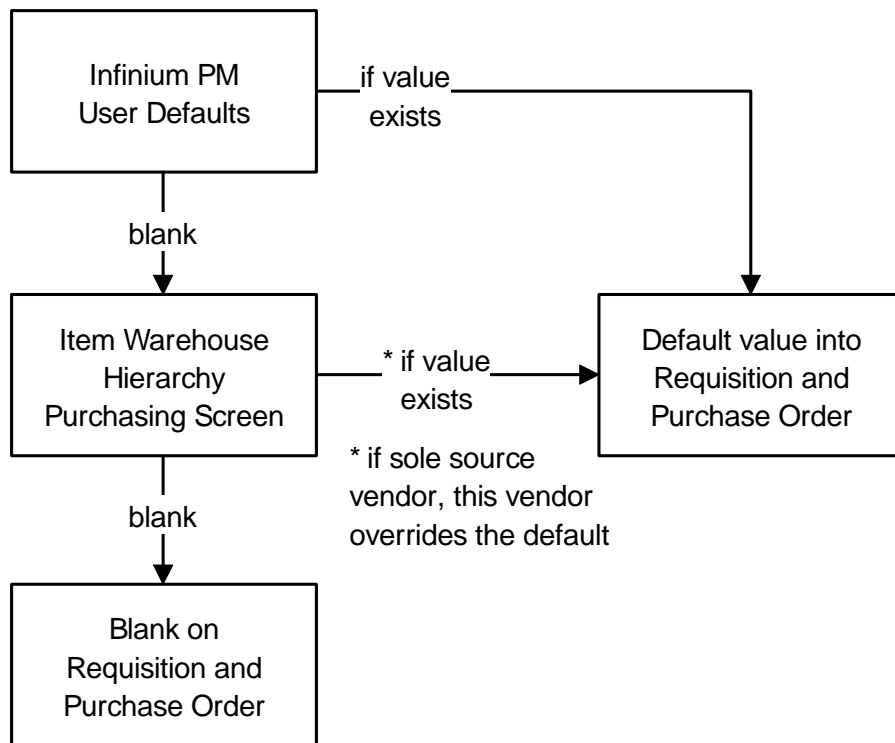 Infinium PM
User Defaults
if value
exists
blank
Item Warehouse
Hierarchy
Purchasing Screen
* if value
exists
Default value into
Requisition and
Purchase Order
* if sole source
vendor, this vendor
overrides the default
blank
Blank on
Requisition and
Purchase Order